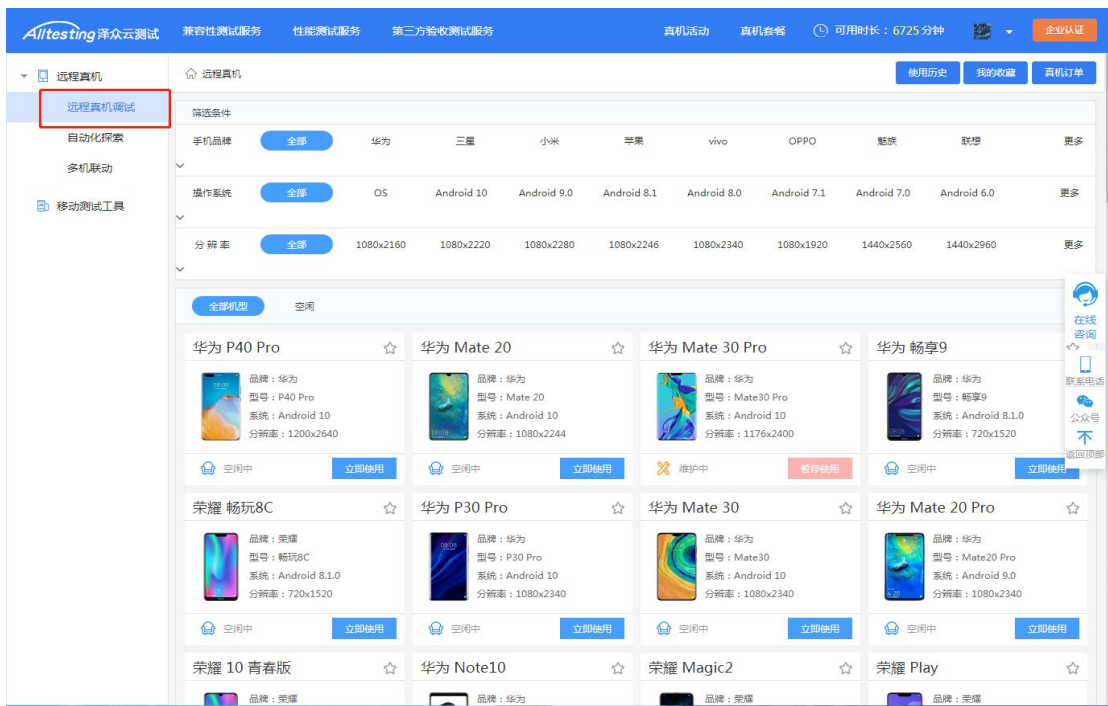 Alltesting泽众云测试 兼容性测试服务 性能测试服务 第三方验收测试服务 真机活动 真机套餐 可用时长：6725 分钟 企业认证
远程真机
远程真机调试
自动化探索
多机联动
移动测试工具
远程真机 使用历史 我的收藏 真机订单
筛选条件
手机品牌 全部 华为 三星 小米 苹果 vivo OPPO 魅族 联想 更多
操作系统 全部 OS Android 10 Android 9.0 Android 8.1 Android 8.0 Android 7.1 Android 7.0 Android 6.0 更多
分 辨 率 全部 1080x2160 1080x2220 1080x2280 1080x2246 1080x2340 1080x1920 1440x2560 1440x2960 更多
全部机型 空闲
华为 P40 Pro
品牌：华为
型号：P40 Pro
系统：Android 10
分辨率：1200x2640
空闲中 立即使用
华为 Mate 20
品牌：华为
型号：Mate 20
系统：Android 10
分辨率：1080x2244
空闲中 立即使用
华为 Mate 30 Pro
品牌：华为
型号：Mate30 Pro
系统：Android 10
分辨率：1176x2400
维护中 暂停使用
华为 畅享9
品牌：华为
型号：畅享9
系统：Android 8.1.0
分辨率：720x1520
空闲中 立即使用
荣耀 畅玩8C
品牌：荣耀
型号：畅玩8C
系统：Android 8.1.0
分辨率：720x1520
空闲中 立即使用
华为 P30 Pro
品牌：华为
型号：P30 Pro
系统：Android 10
分辨率：1080x2340
空闲中 立即使用
华为 Mate 30
品牌：华为
型号：Mate30
系统：Android 10
分辨率：1080x2340
空闲中 立即使用
华为 Mate 20 Pro
品牌：华为
型号：Mate20 Pro
系统：Android 9.0
分辨率：1080x2340
空闲中 立即使用
荣耀 10 青春版
品牌：荣耀
华为 Note10
品牌：华为
荣耀 Magic2
品牌：荣耀
荣耀 Play
品牌：荣耀
在线
咨询
联系电话
公众号
返回顶部